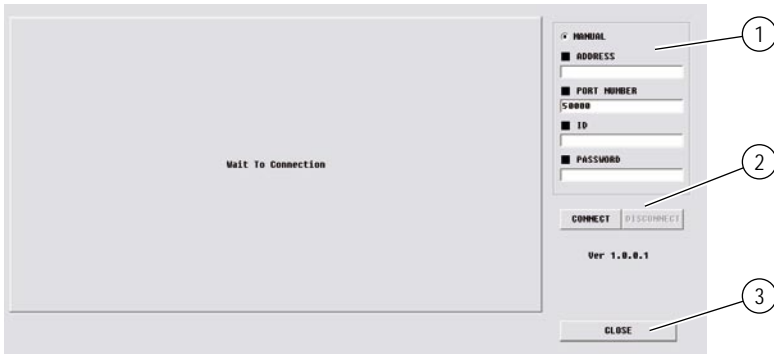 MANUAL
1
ADDRESS
PORT NUMBER
50000
ID
Wait To Connection
PASSWORD
2
CONNECT DISCONNECT
Ver 1.0.0.1
3
CLOSE